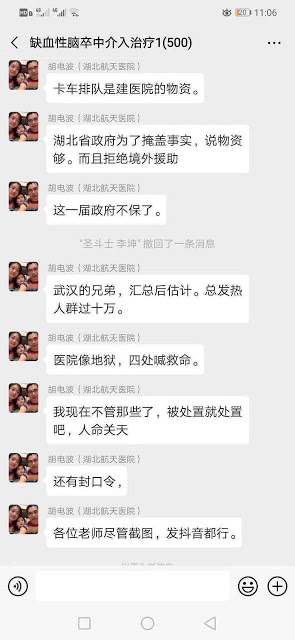 HD 4G 4G 20 11:06
缺血性脑卒中介入治疗1(500)
胡电波（湖北航天医院）
卡车排队是建医院的物资。
胡电波（湖北航天医院）
湖北省政府为了掩盖事实，说物资
够。而且拒绝境外援助
胡电波（湖北航天医院）
这一届政府不保了。
"圣斗士 李坤" 撤回了一条消息
胡电波（湖北航天医院）
武汉的兄弟，汇总后估计。总发热
人群过十万。
胡电波（湖北航天医院）
医院像地狱，四处喊救命。
胡电波（湖北航天医院）
我现在不管那些了，被处置就处置
吧，人命关天
胡电波（湖北航天医院）
还有封口令，
胡电波（湖北航天医院）
各位老师尽管截图，发抖音都行。